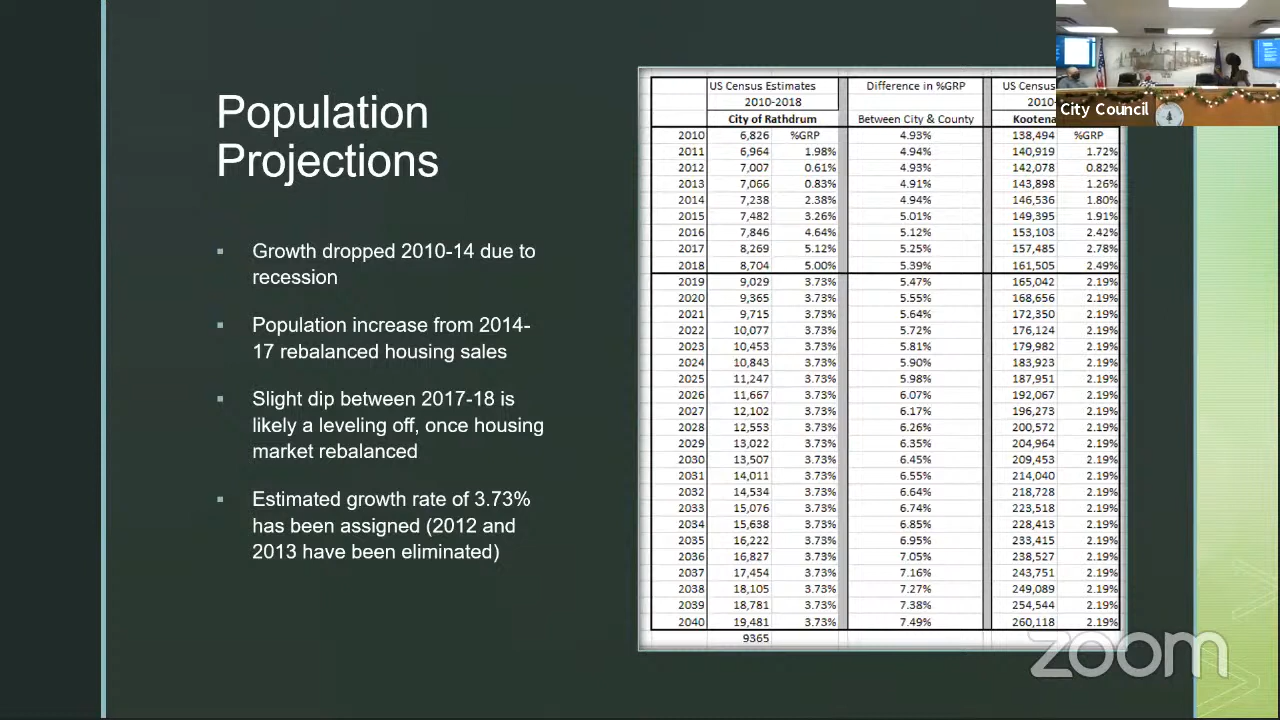 Population
Projections
▪ Growth dropped 2010-14 due to
recession
▪ Population increase from 2014-
17 rebalanced housing sales
▪ Slight dip between 2017-18 is
likely a leveling off, once housing
market rebalanced
▪ Estimated growth rate of 3.73%
has been assigned (2012 and
2013 have been eliminated)
US Census Estimates Difference in %GRP US Census
2010-2018 2010-
City of Rathdrum Between City & County Kootena
2010 6,826 %GRP 4.93% 138,494 %GRP
2011 6,964 1.98% 4.94% 140,919 1.72%
2012 7,007 0.61% 4.93% 142,078 0.82%
2013 7,066 0.83% 4.91% 143,898 1.26%
2014 7,238 2.38% 4.94% 146,536 1.80%
2015 7,482 3.26% 5.01% 149,395 1.91%
2016 7,846 4.64% 5.12% 153,103 2.42%
2017 8,269 5.12% 5.25% 157,485 2.78%
2018 8,704 5.00% 5.39% 161,505 2.49%
2019 9,029 3.73% 5.47% 165,042 2.19%
2020 9,365 3.73% 5.55% 168,656 2.19%
2021 9,715 3.73% 5.64% 172,350 2.19%
2022 10,077 3.73% 5.72% 176,124 2.19%
2023 10,453 3.73% 5.81% 179,982 2.19%
2024 10,843 3.73% 5.90% 183,923 2.19%
2025 11,247 3.73% 5.98% 187,951 2.19%
2026 11,667 3.73% 6.07% 192,067 2.19%
2027 12,102 3.73% 6.17% 196,273 2.19%
2028 12,553 3.73% 6.26% 200,572 2.19%
2029 13,022 3.73% 6.35% 204,964 2.19%
2030 13,507 3.73% 6.45% 209,453 2.19%
2031 14,011 3.73% 6.55% 214,040 2.19%
2032 14,534 3.73% 6.64% 218,728 2.19%
2033 15,076 3.73% 6.74% 223,518 2.19%
2034 15,638 3.73% 6.85% 228,413 2.19%
2035 16,222 3.73% 6.95% 233,415 2.19%
2036 16,827 3.73% 7.05% 238,527 2.19%
2037 17,454 3.73% 7.16% 243,751 2.19%
2038 18,105 3.73% 7.27% 249,089 2.19%
2039 18,781 3.73% 7.38% 254,544 2.19%
2040 19,481 3.73% 7.49% 260,118 2.19%
9365
City Council
zoom